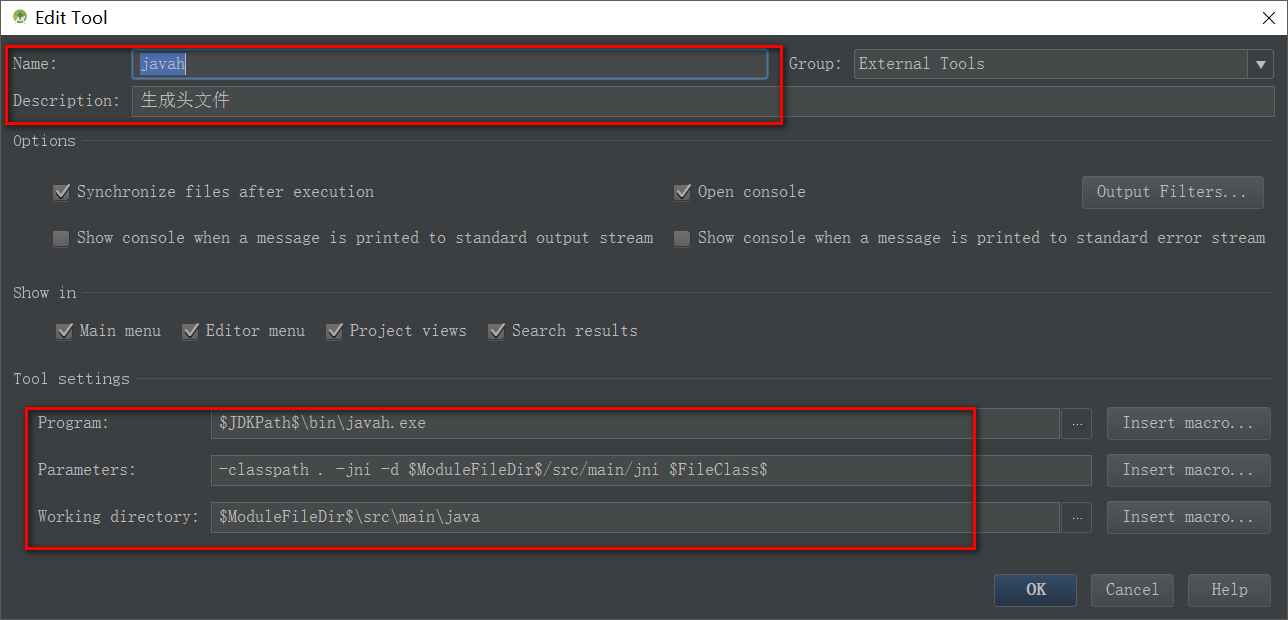 Edit Tool
Name: javah Group: External Tools
Description: 生成头文件
Options
Synchronize files after execution Open console Output Filters...
Show console when a message is printed to standard output stream Show console when a message is printed to standard error stream
Show in
Main menu Editor menu Project views Search results
Tool settings
Program: $JDKPath$\bin\javah.exe ... Insert macro...
Parameters: -classpath . -jni -d $ModuleFileDir$/src/main/jni $FileClass$ Insert macro...
Working directory: $ModuleFileDir$\src\main\java ... Insert macro...
OK Cancel Help